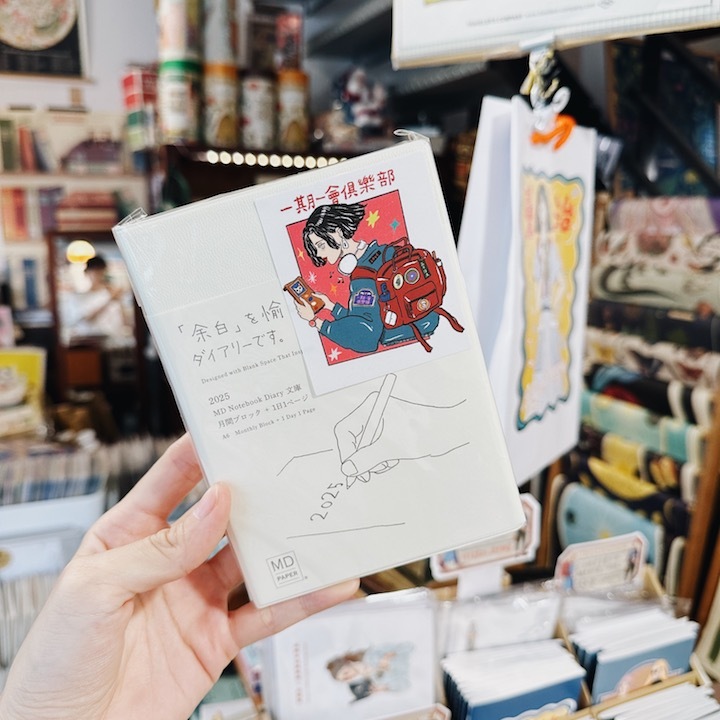 一期一會俱樂部
「余白」を愉
ダイアリーです。
Designed with Blank Space That Ins
2025
MD Notebook Diary 文庫
月間ブロック + 1日1ページ
A6 Monthly Block + 1 Day 1 Page
2025
MD
PAPER